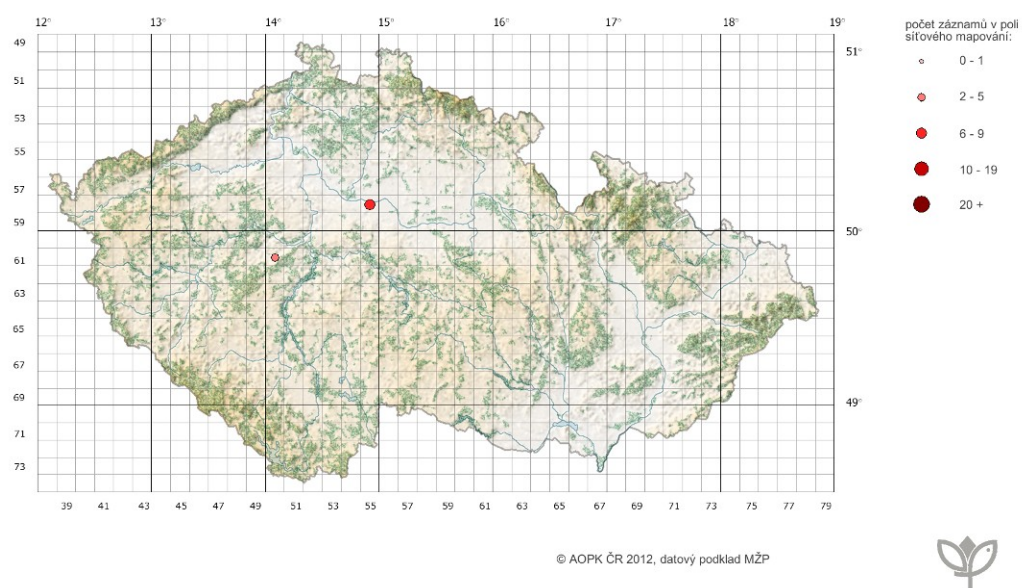 12° 13° 14° 15° 16° 17° 18° 19°
počet záznamů v poli
síťového mapování:
0 - 1
2 - 5
6 - 9
10 - 19
20 +
49
51
53
55
57
59
61
63
65
67
69
71
73
51°
50°
49°
39 41 43 45 47 49 51 53 55 57 59 61 63 65 67 69 71 73 75 77 79
© AOPK ČR 2012, datový podklad MŽP